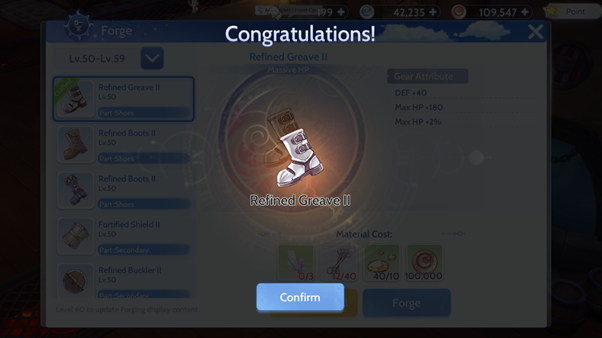 199 + 42,235 + 109,547 + Point
Forge
Congratulations!
Lv.50-Lv.59
Refined Greave II
Massive HP
Refined Greave II
Lv.50
Part Shoes
Gear Attribute
DEF +40
Max HP +180
Max HP +2%
Refined Boots II
Lv.50
Part Shoes
Refined Boots II
Lv.50
Part Shoes
Refined Greave II
Fortified Shield II
Lv.50
Part Secondary
Material Cost:
Refined Buckler II
Lv.50
Part Secondary
0/3 12/40 40/10 100,000
Confirm
Forge